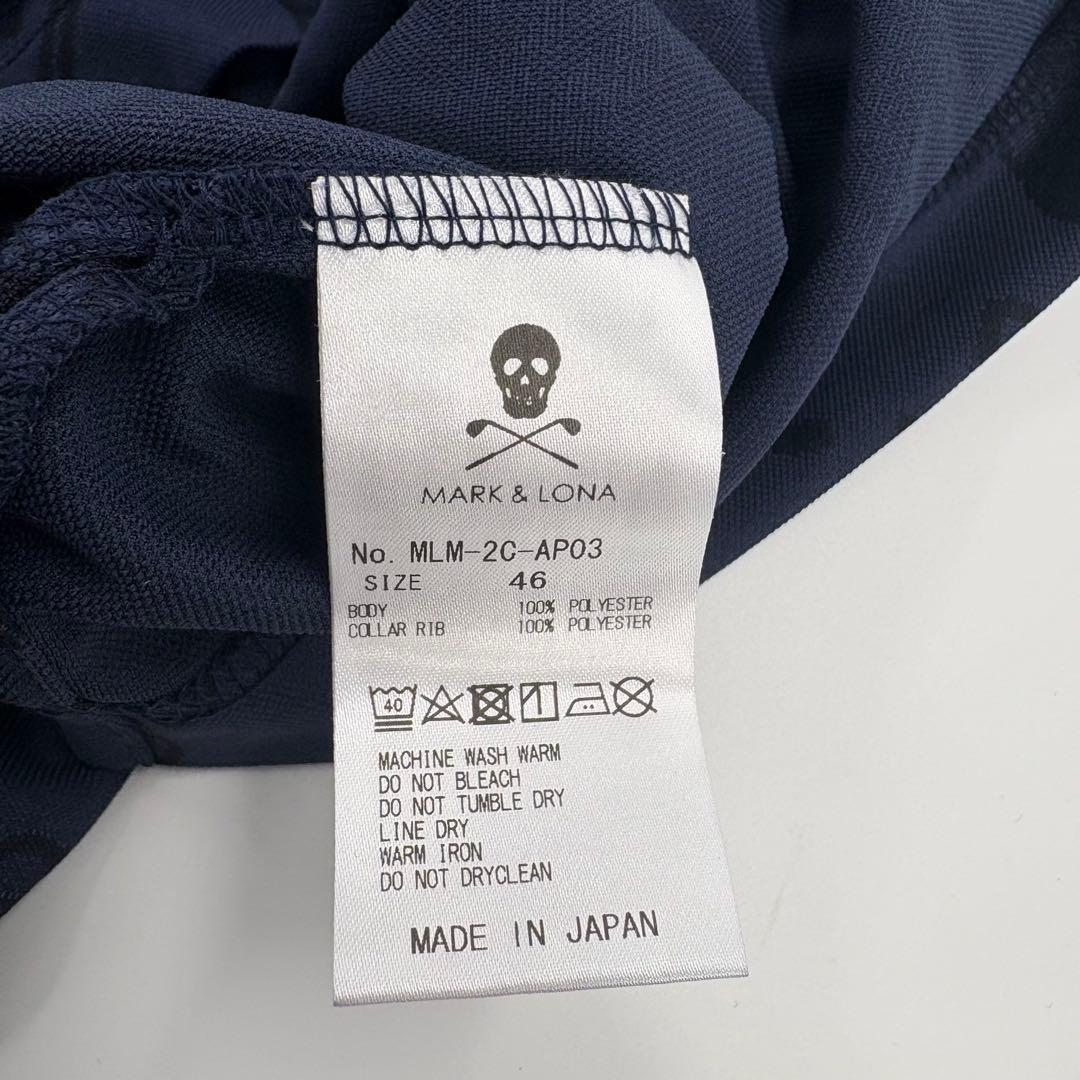 MARK & LONA
No. MLM-2C-AP03
SIZE 46
BODY 100% POLYESTER
COLLAR RIB 100% POLYESTER
40
MACHINE WASH WARM
DO NOT BLEACH
DO NOT TUMBLE DRY
LINE DRY
WARM IRON
DO NOT DRYCLEAN
MADE IN JAPAN